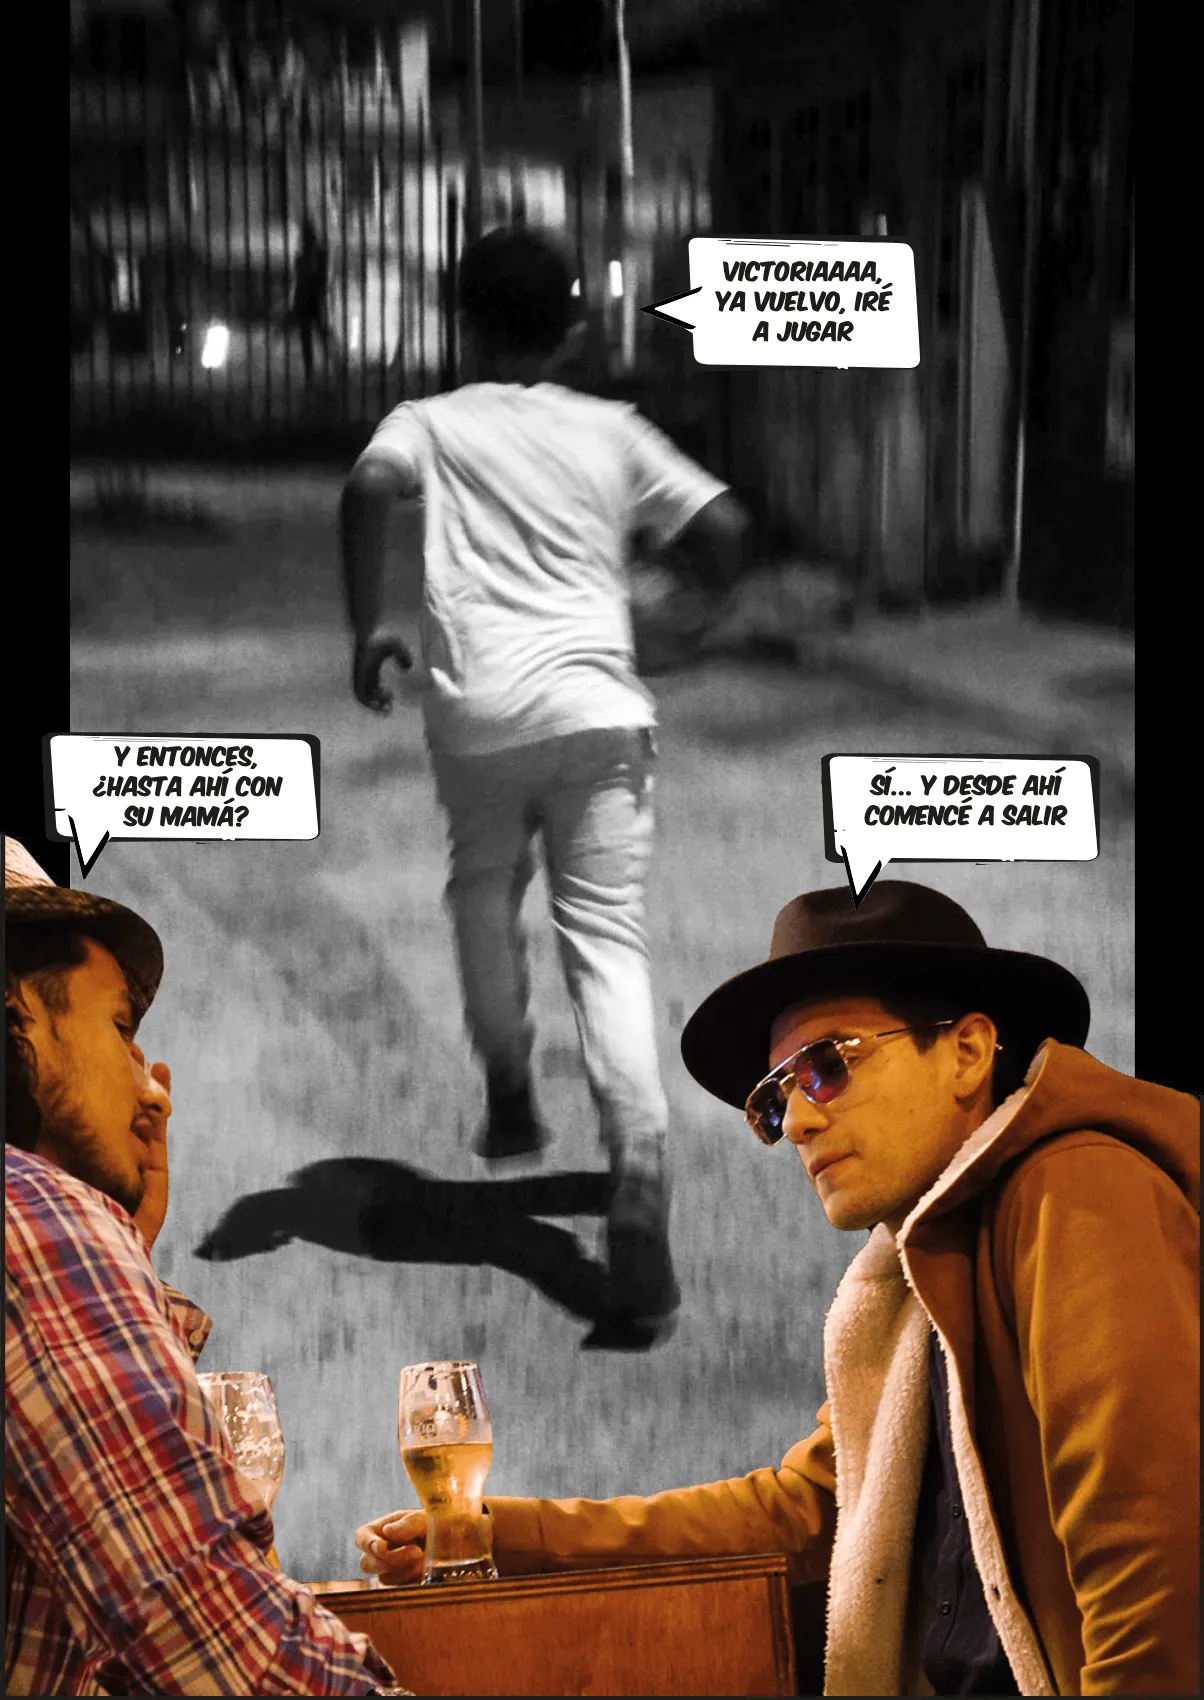 VICTORIAAAA,
YA VUELVO, IRÉ
A JUGAR
Y ENTONCES,
¿HASTA AHÍ CON
SU MAMÁ?
SÍ... Y DESDE AHÍ
COMENCÉ A SALIR